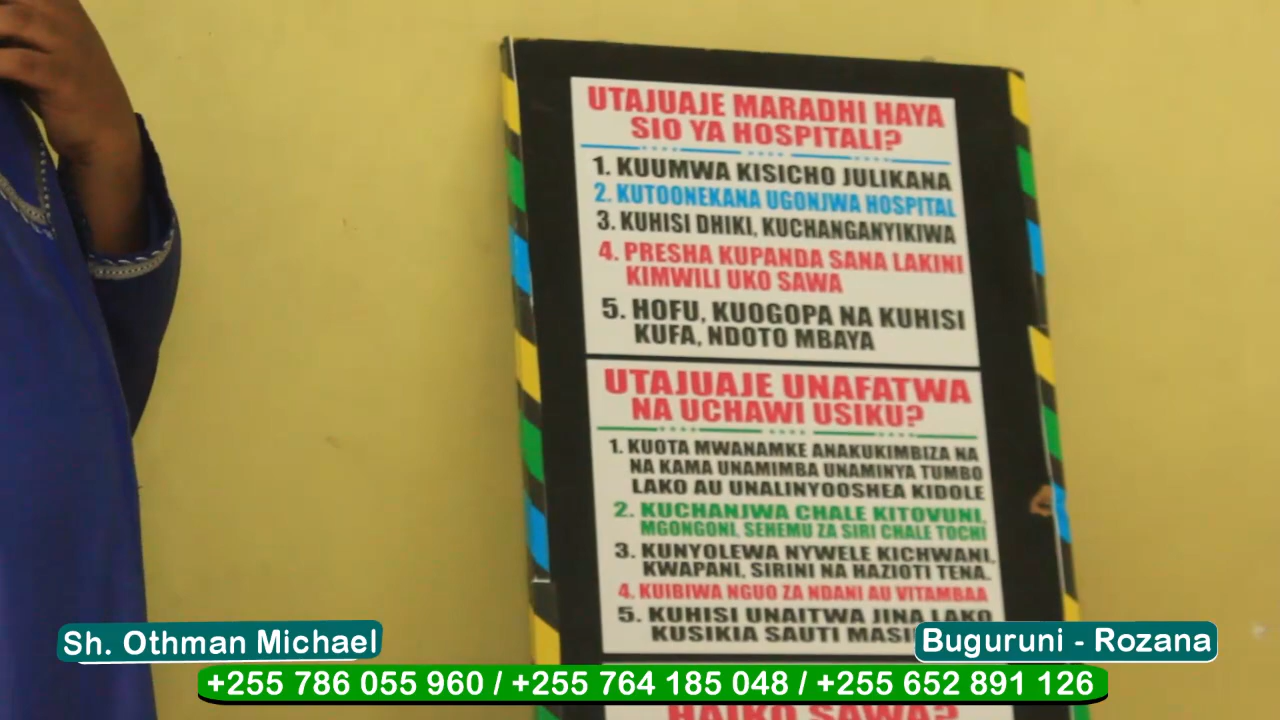 UTAJUAJE MARADHI HAYA
SIO YA HOSPITALI?
1. KUUMWA KISICHO JULIKANA
2. KUTOONEKANA UGONJWA HOSPITAL
3. KUHISI DHIKI, KUCHANGANYIKIWA
4. PRESHA KUPANDA SANA LAKINI
KIMWILI UKO SAWA
5. HOFU, KUOGOPA NA KUHISI
KUFA, NDOTO MBAYA
UTAJUAJE UNAFATWA
NA UCHAWI USIKU?
1. KUOTA MWANAMKE ANAKUKIMBIZA NA
NA KAMA UNAMIMBA UNAMINYA TUMBO
LAKO AU UNALINYOOSHEA KIDOLE
2. KUCHANJWA CHALE KITOVUNI,
MGONGONI, SEHEMU ZA SIRI CHALE TOCHI
3. KUNYOLEWA NYWELE KICHWANI,
KWAPANI, SIRINI NA HAZIOTI TENA.
4. KUIBIWA NGUO ZA NDANI AU VITAMBAA
5. KUHISI UNAITWA JINA LAKO
KUSIKIA SAUTI
HAIKO SAWA?
Sh. Othman Michael
Buguruni - Rozana
+255 786 055 960 / +255 764 185 048 / +255 652 891 126